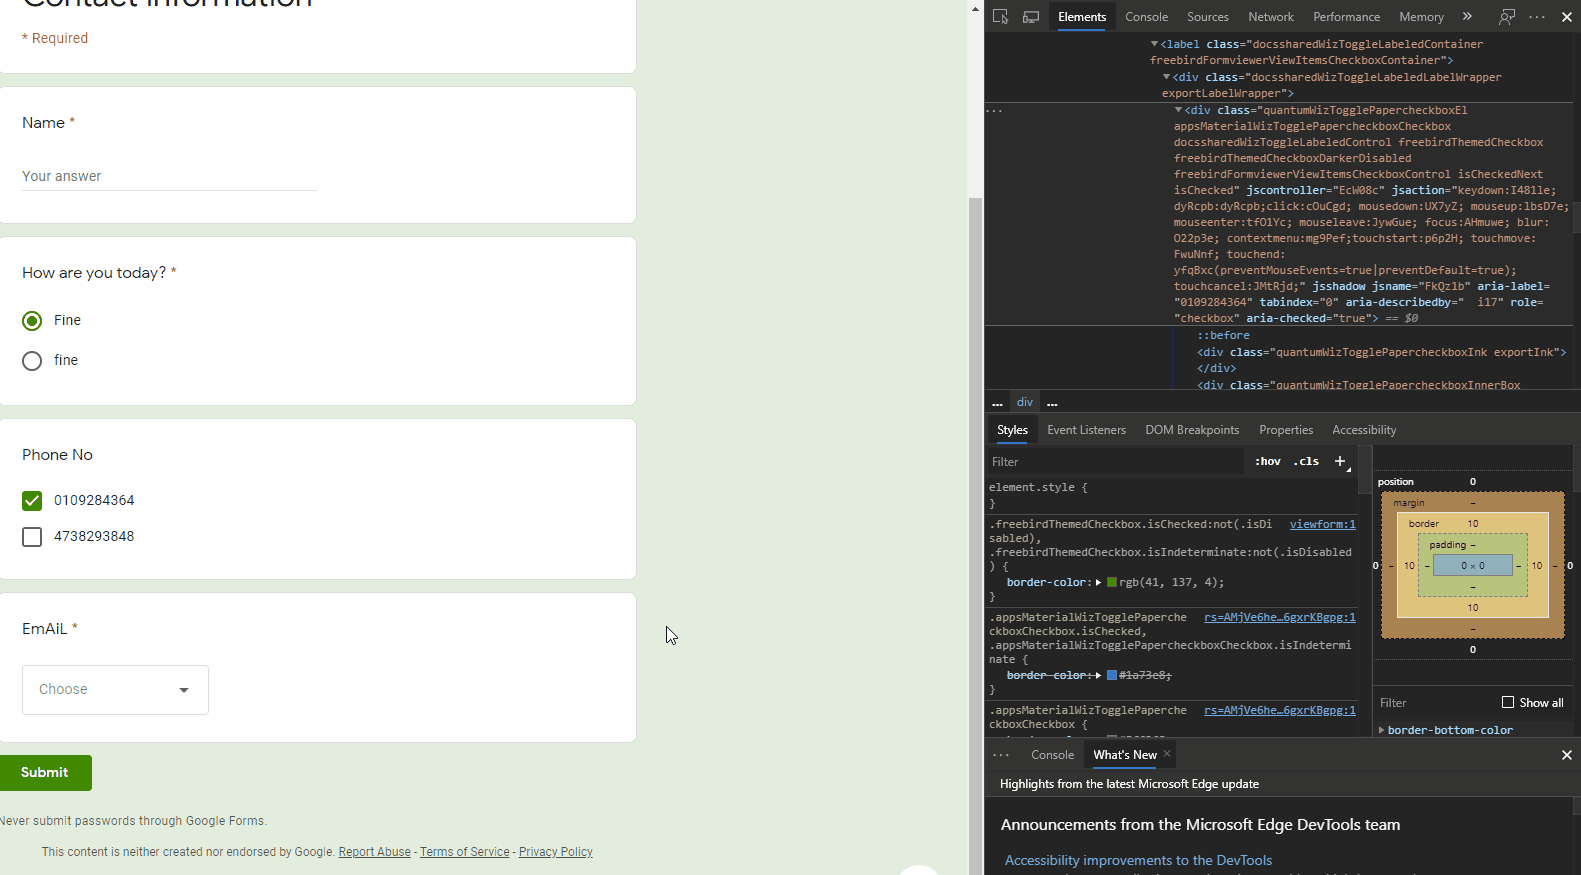 Contact information
* Required
Name *
Your answer
How are you today? *
Fine
fine
Phone No
0109284364
4738293848
EmAiL *
Choose
Submit
Never submit passwords through Google Forms.
This content is neither created nor endorsed by Google. Report Abuse - Terms of Service - Privacy Policy
Elements Console Sources Network Performance Memory »
<label class="docssharedWizToggleLabeledContainer
freebirdFormviewerViewItemsCheckboxContainer">
<div class="docssharedWizToggleLabeledLabelWrapper
exportLabelWrapper">
<div class="quantumWizTogglePapercheckboxEl
appsMaterialWizTogglePapercheckboxCheckbox
docssharedWizToggleLabeledControl freebirdThemedCheckbox
freebirdThemedCheckboxDarkerDisabled
freebirdFormviewerViewItemsCheckboxControl isCheckedNext
isChecked" jscontroller="EcW08c" jsaction="keydown:I481le;
dyRcpb:dyRcpb;click:cOuCgd; mousedown:UX7yZ; mouseup:lbsD7e;
mouseenter:tfO1Yc; mouseleave:JywGue; focus:AHmuwe; blur:
O22p3e; contextmenu:mg9Pef;touchstart:p6p2H; touchmove:
FwuNnf; touchend:
yfqBxc(preventMouseEvents=true|preventDefault=true);
touchcancel:JMtRjd;" jsshadow jsname="FkQz1b" aria-label=
"0109284364" tabindex="0" aria-describedby="  i17" role=
"checkbox" aria-checked="true"> == $0
::before
<div class="quantumWizTogglePapercheckboxInk exportInk">
</div>
<div class="quantumWizTogglePapercheckboxInnerBox
... div ...
Styles Event Listeners DOM Breakpoints Properties Accessibility
Filter :hov .cls +
element.style {
}
.freebirdThemedCheckbox.isChecked:not(.isDi viewform:1
sabled),
.freebirdThemedCheckbox.isIndeterminate:not(.isDisabled
) {
border-color: rgb(41, 137, 4);
}
.appsMaterialWizTogglePaperche rs=AMjVe6he…6gxrKBgpg:1
ckboxCheckbox.isChecked,
.appsMaterialWizTogglePapercheckboxCheckbox.isIndetermi
nate {
border-color: #1a73e8;
}
.appsMaterialWizTogglePaperche rs=AMjVe6he…6gxrKBgpg:1
ckboxCheckbox {
position 0
margin –
border 10
padding –
0 – 10 – 0 × 0 – 10 – 0
–
10
–
0
Filter Show all
border-bottom-color
Console What's New ×
Highlights from the latest Microsoft Edge update
Announcements from the Microsoft Edge DevTools team
Accessibility improvements to the DevTools